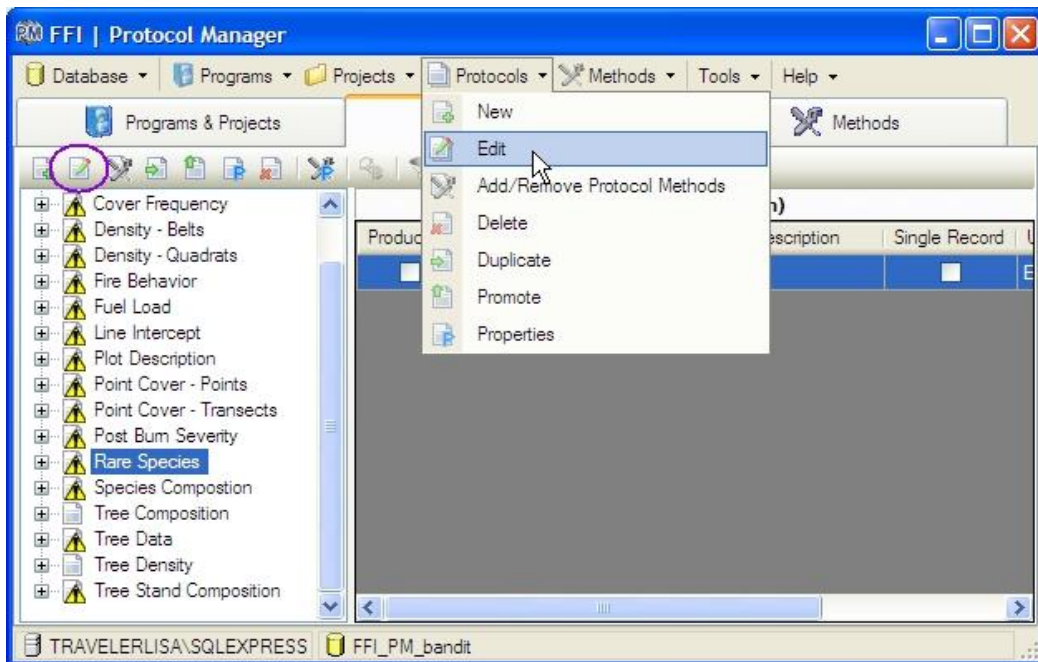 FFI | Protocol Manager
Database Programs Projects Protocols Methods Tools Help
Programs & Projects
Methods
New
Edit
Add/Remove Protocol Methods
Delete
Duplicate
Promote
Properties
Cover Frequency
Density - Belts
Density - Quadrats
Fire Behavior
Fuel Load
Line Intercept
Plot Description
Point Cover - Points
Point Cover - Transects
Post Burn Severity
Rare Species
Species Compostion
Tree Composition
Tree Data
Tree Density
Tree Stand Composition
Single Record
TRAVELERLISA\SQLEXPRESS FFI_PM_bandit